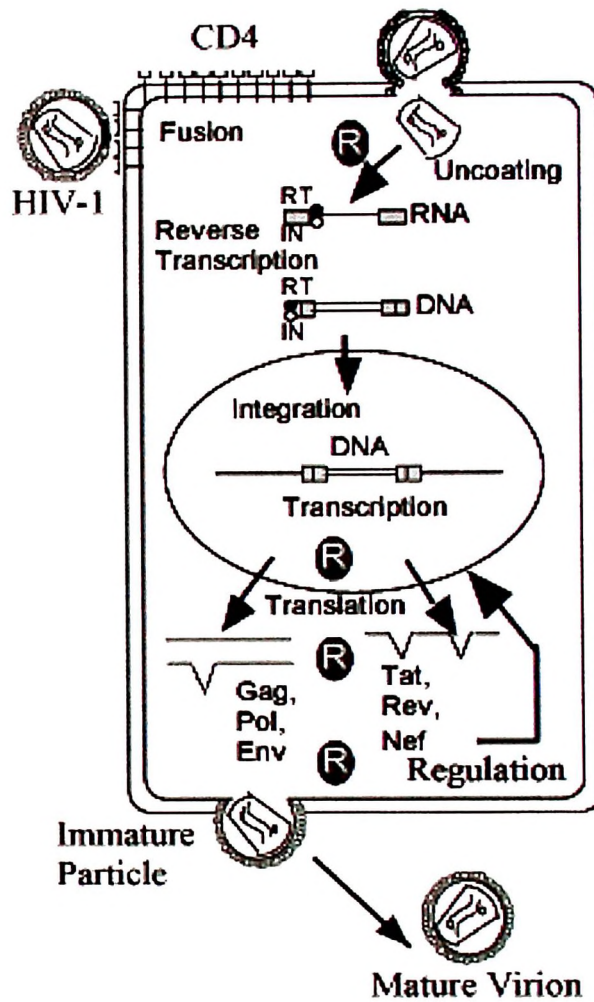 CD4
Fusion
HIV-1
R
Uncoating
RT
RNA
IN
Reverse
Transcription
RT
DNA
IN
Integration
DNA
Transcription
R
Translation
R
Gag,
Pol,
Env
Tat,
Rev,
Nef
R
Regulation
Immature
Particle
Mature Virion